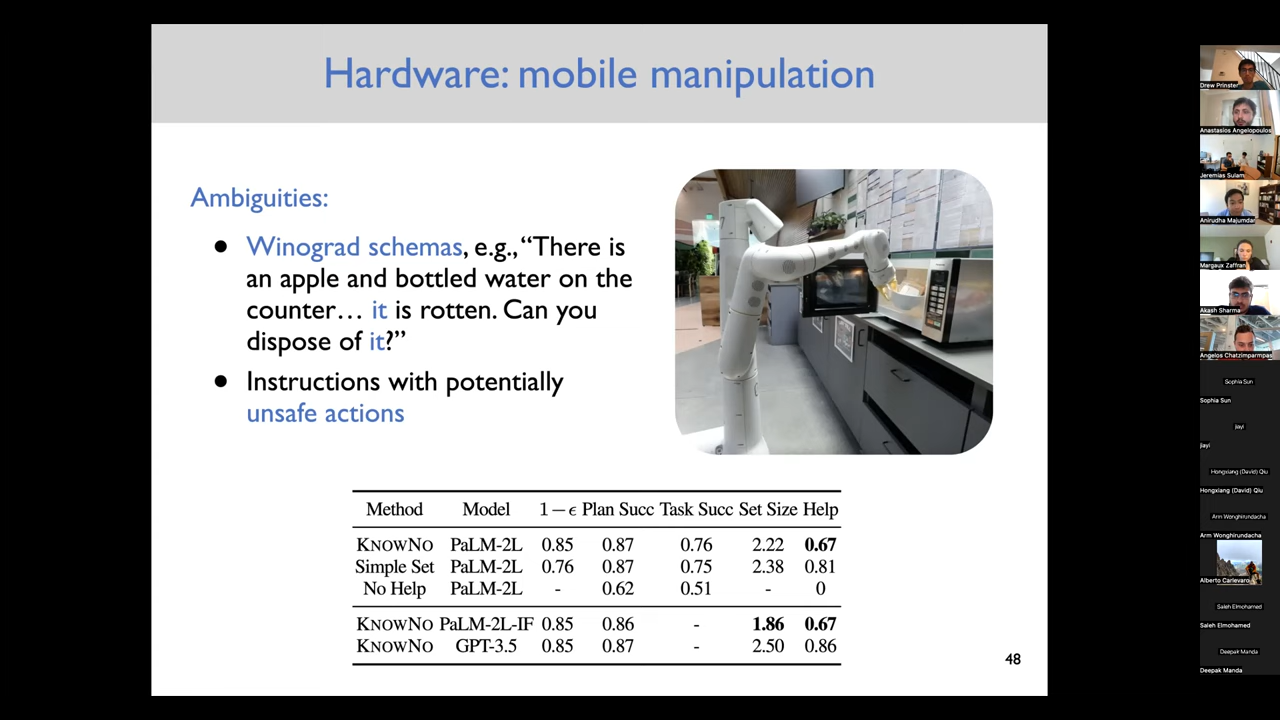 Hardware: mobile manipulation
Ambiguities:
● Winograd schemas, e.g., “There is
an apple and bottled water on the
counter… it is rotten. Can you
dispose of it?”
● Instructions with potentially
unsafe actions
Method Model 1 − ϵ Plan Succ Task Succ Set Size Help
KNOWNO PaLM-2L 0.85 0.87 0.76 2.22 0.67
Simple Set PaLM-2L 0.76 0.87 0.75 2.38 0.81
No Help PaLM-2L - 0.62 0.51 - 0
KNOWNO PaLM-2L-IF 0.85 0.86 - 1.86 0.67
KNOWNO GPT-3.5 0.85 0.87 - 2.50 0.86
48
Drew Prinster
Anastasios Angelopoulos
Jeremias Sulam
Anirudha Majumdar
Margaux Zaffran
Akash Sharma
Angelos Chatzimparmpas
Sophia Sun
Sophia Sun
Jiayi
Jiayi
Hongxiang (David) Qiu
Hongxiang (David) Qiu
Arm Wonghirundacha
Arm Wonghirundacha
Alberto Carlevaro
Saleh Elmohamed
Saleh Elmohamed
Deepak Manda
Deepak Manda